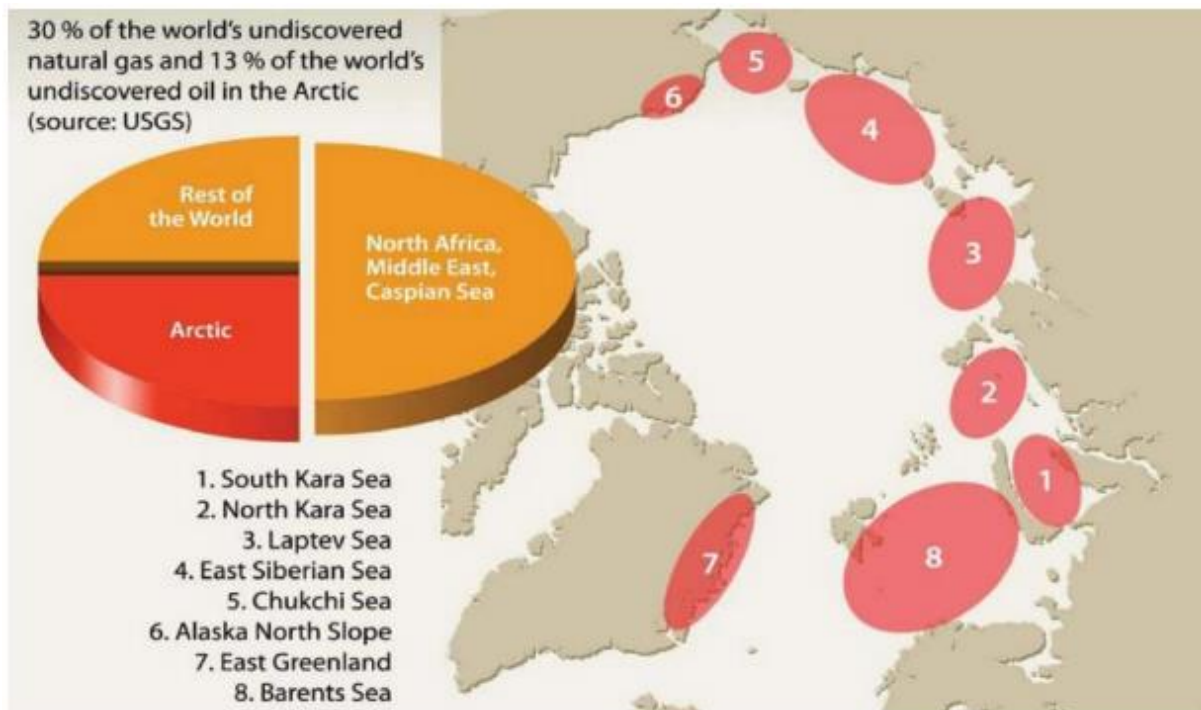 30 % of the world's undiscovered
natural gas and 13 % of the world's
undiscovered oil in the Arctic
(source: USGS)
Rest of
the World
North Africa,
Middle East,
Caspian Sea
Arctic
1. South Kara Sea
2. North Kara Sea
3. Laptev Sea
4. East Siberian Sea
5. Chukchi Sea
6. Alaska North Slope
7. East Greenland
8. Barents Sea
5
6
4
3
2
1
7
8